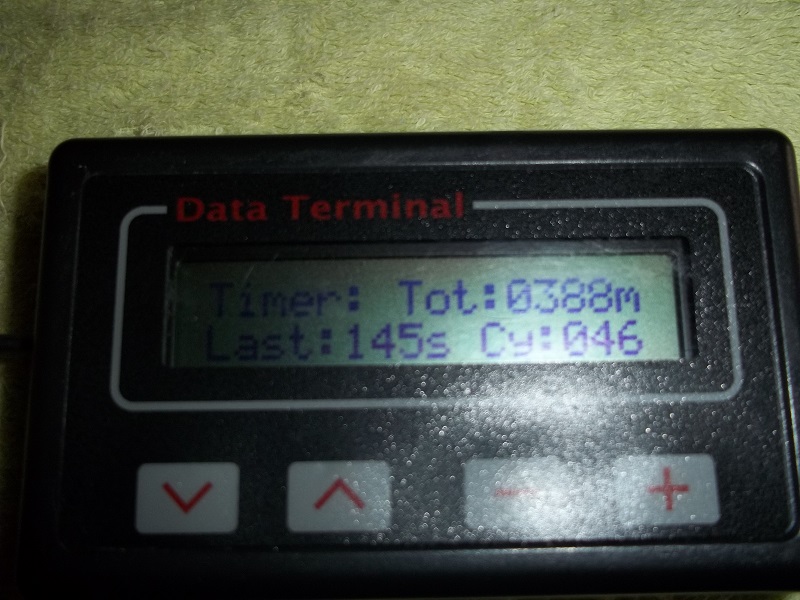 Data Terminal
Timer: Tot:0388m
Last:145s Cy:046
+